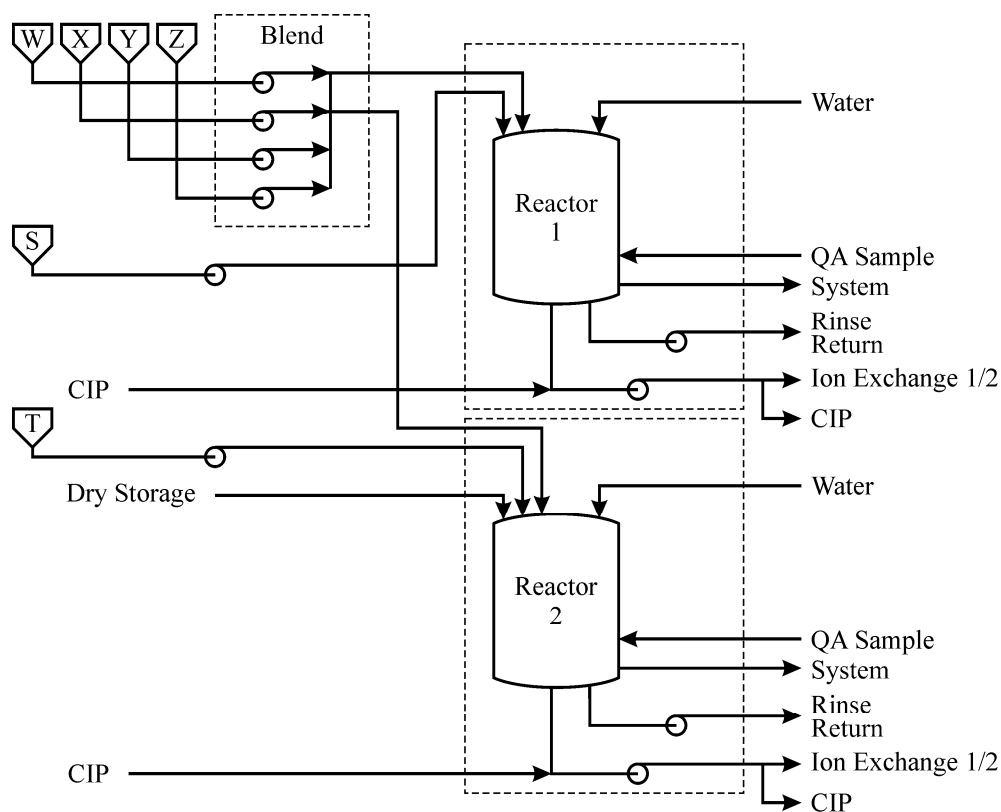 W X Y Z
Blend
Water
Reactor
1
S
QA Sample
System
Rinse
Return
CIP
Ion Exchange 1/2
CIP
T
Dry Storage
Water
Reactor
2
QA Sample
System
Rinse
Return
CIP
Ion Exchange 1/2
CIP